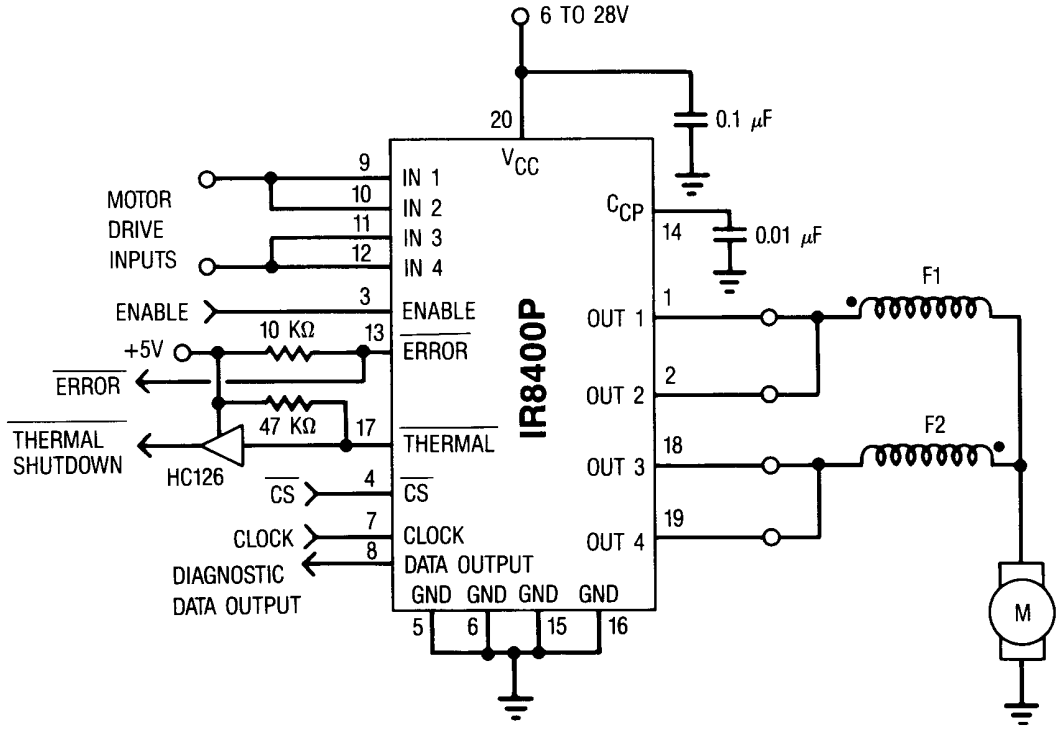 6 TO 28V
20
0.1 μF
VCC
9
IN 1
10
IN 2
MOTOR
DRIVE
INPUTS
11
IN 3
12
IN 4
CCP
14
0.01 μF
ENABLE
3
ENABLE
1
OUT 1
F1
+5V
10 KΩ
13
ERROR
ERROR
2
OUT 2
47 KΩ
17
THERMAL
THERMAL
SHUTDOWN
HC126
IR8400P
18
OUT 3
F2
CS
4
CS
19
OUT 4
CLOCK
7
CLOCK
8
DATA OUTPUT
DIAGNOSTIC
DATA OUTPUT
GND
GND
GND
GND
5
6
15
16
M